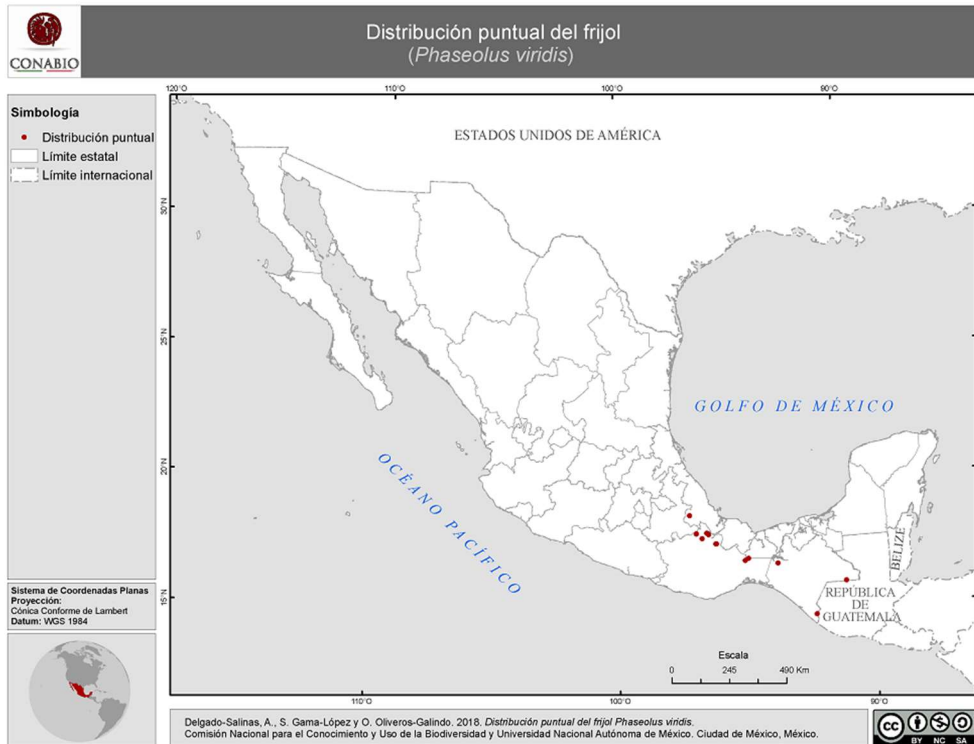 CONABIO
Distribución puntual del frijol
(Phaseolus viridis)
Simbología
Distribución puntual
Límite estatal
Límite internacional
120°O
110°O
100°O
90°O
30°N
25°N
20°N
15°N
ESTADOS UNIDOS DE AMÉRICA
GOLFO DE MÉXICO
OCÉANO PACÍFICO
BELIZE
REPÚBLICA
DE
GUATEMALA
Escala
0 245 490 Km
110°O
100°O
90°O
Sistema de Coordenadas Planas
Proyección:
Cónica Conforme de Lambert
Datum: WGS 1984
Delgado-Salinas, A., S. Gama-López y O. Oliveros-Galindo. 2018. Distribución puntual del frijol Phaseolus viridis.
Comisión Nacional para el Conocimiento y Uso de la Biodiversidad y Universidad Nacional Autónoma de México. Ciudad de México, México.
cc
BY NC SA